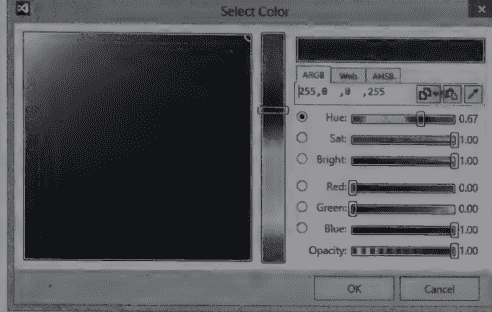 Select Color
ARGB Web AHSB
255,0 ,0 ,255
Hue: 0.67
Sat: 1.00
Bright: 1.00
Red: 0.00
Green: 0.00
Blue: 1.00
Opacity: 1.00
OK Cancel